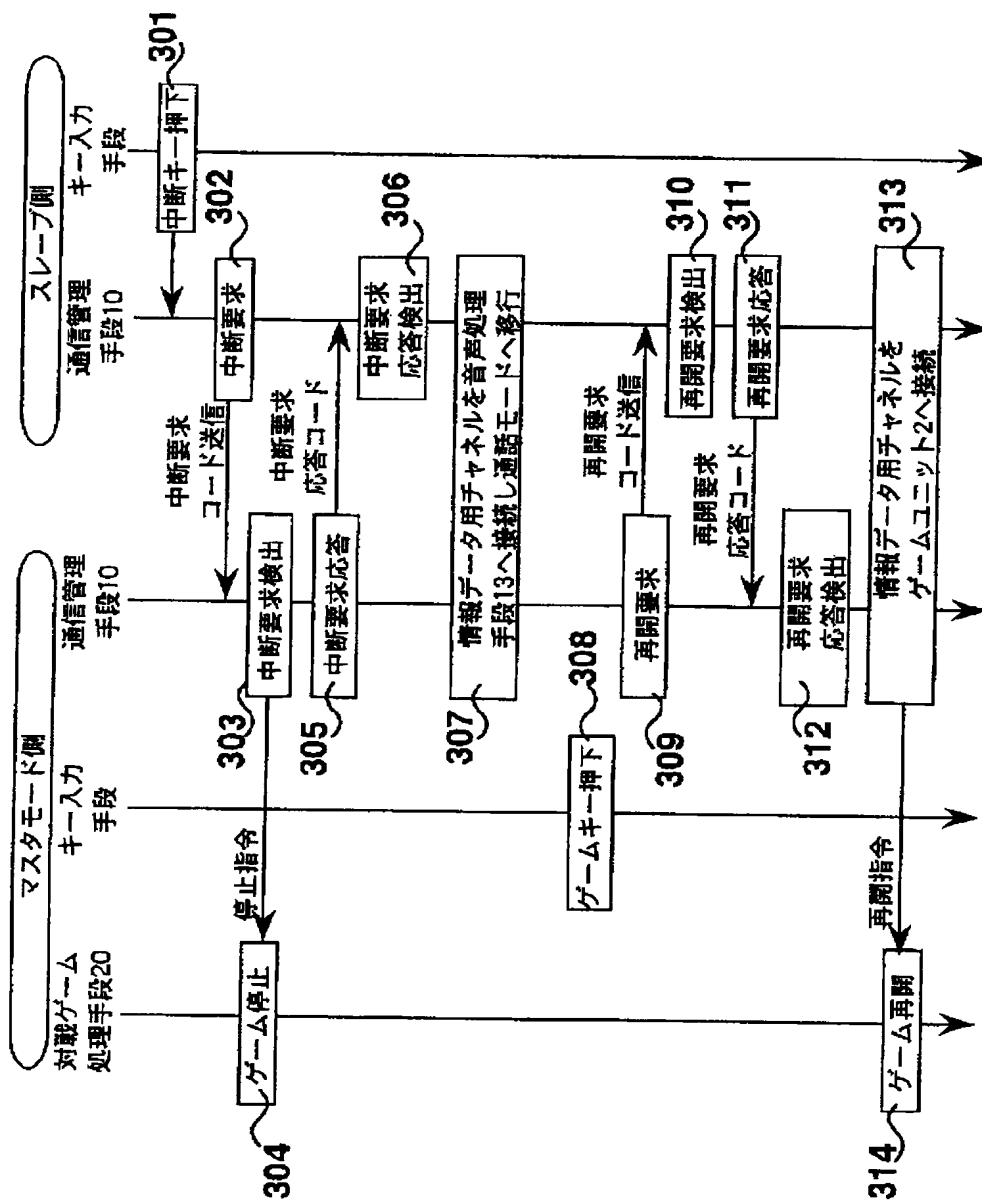 マスタモード側
スレーブ側
対戦ゲーム
処理手段20
キー入力
手段
通信管理
手段10
通信管理
手段10
キー入力
手段
中断キー押下
301
中断要求
302
中断要求
コード送信
中断要求検出
303
停止指令
ゲーム停止
304
中断要求応答
305
中断要求
応答コード
中断要求
応答検出
306
情報データ用チャネルを音声処理
手段13へ接続し通話モードへ移行
307
ゲームキー押下
308
再開要求
309
再開要求
コード送信
再開要求検出
310
再開要求応答
311
再開要求
応答コード
再開要求
応答検出
312
情報データ用チャネルを
ゲームユニット2へ接続
313
再開指令
ゲーム再開
314